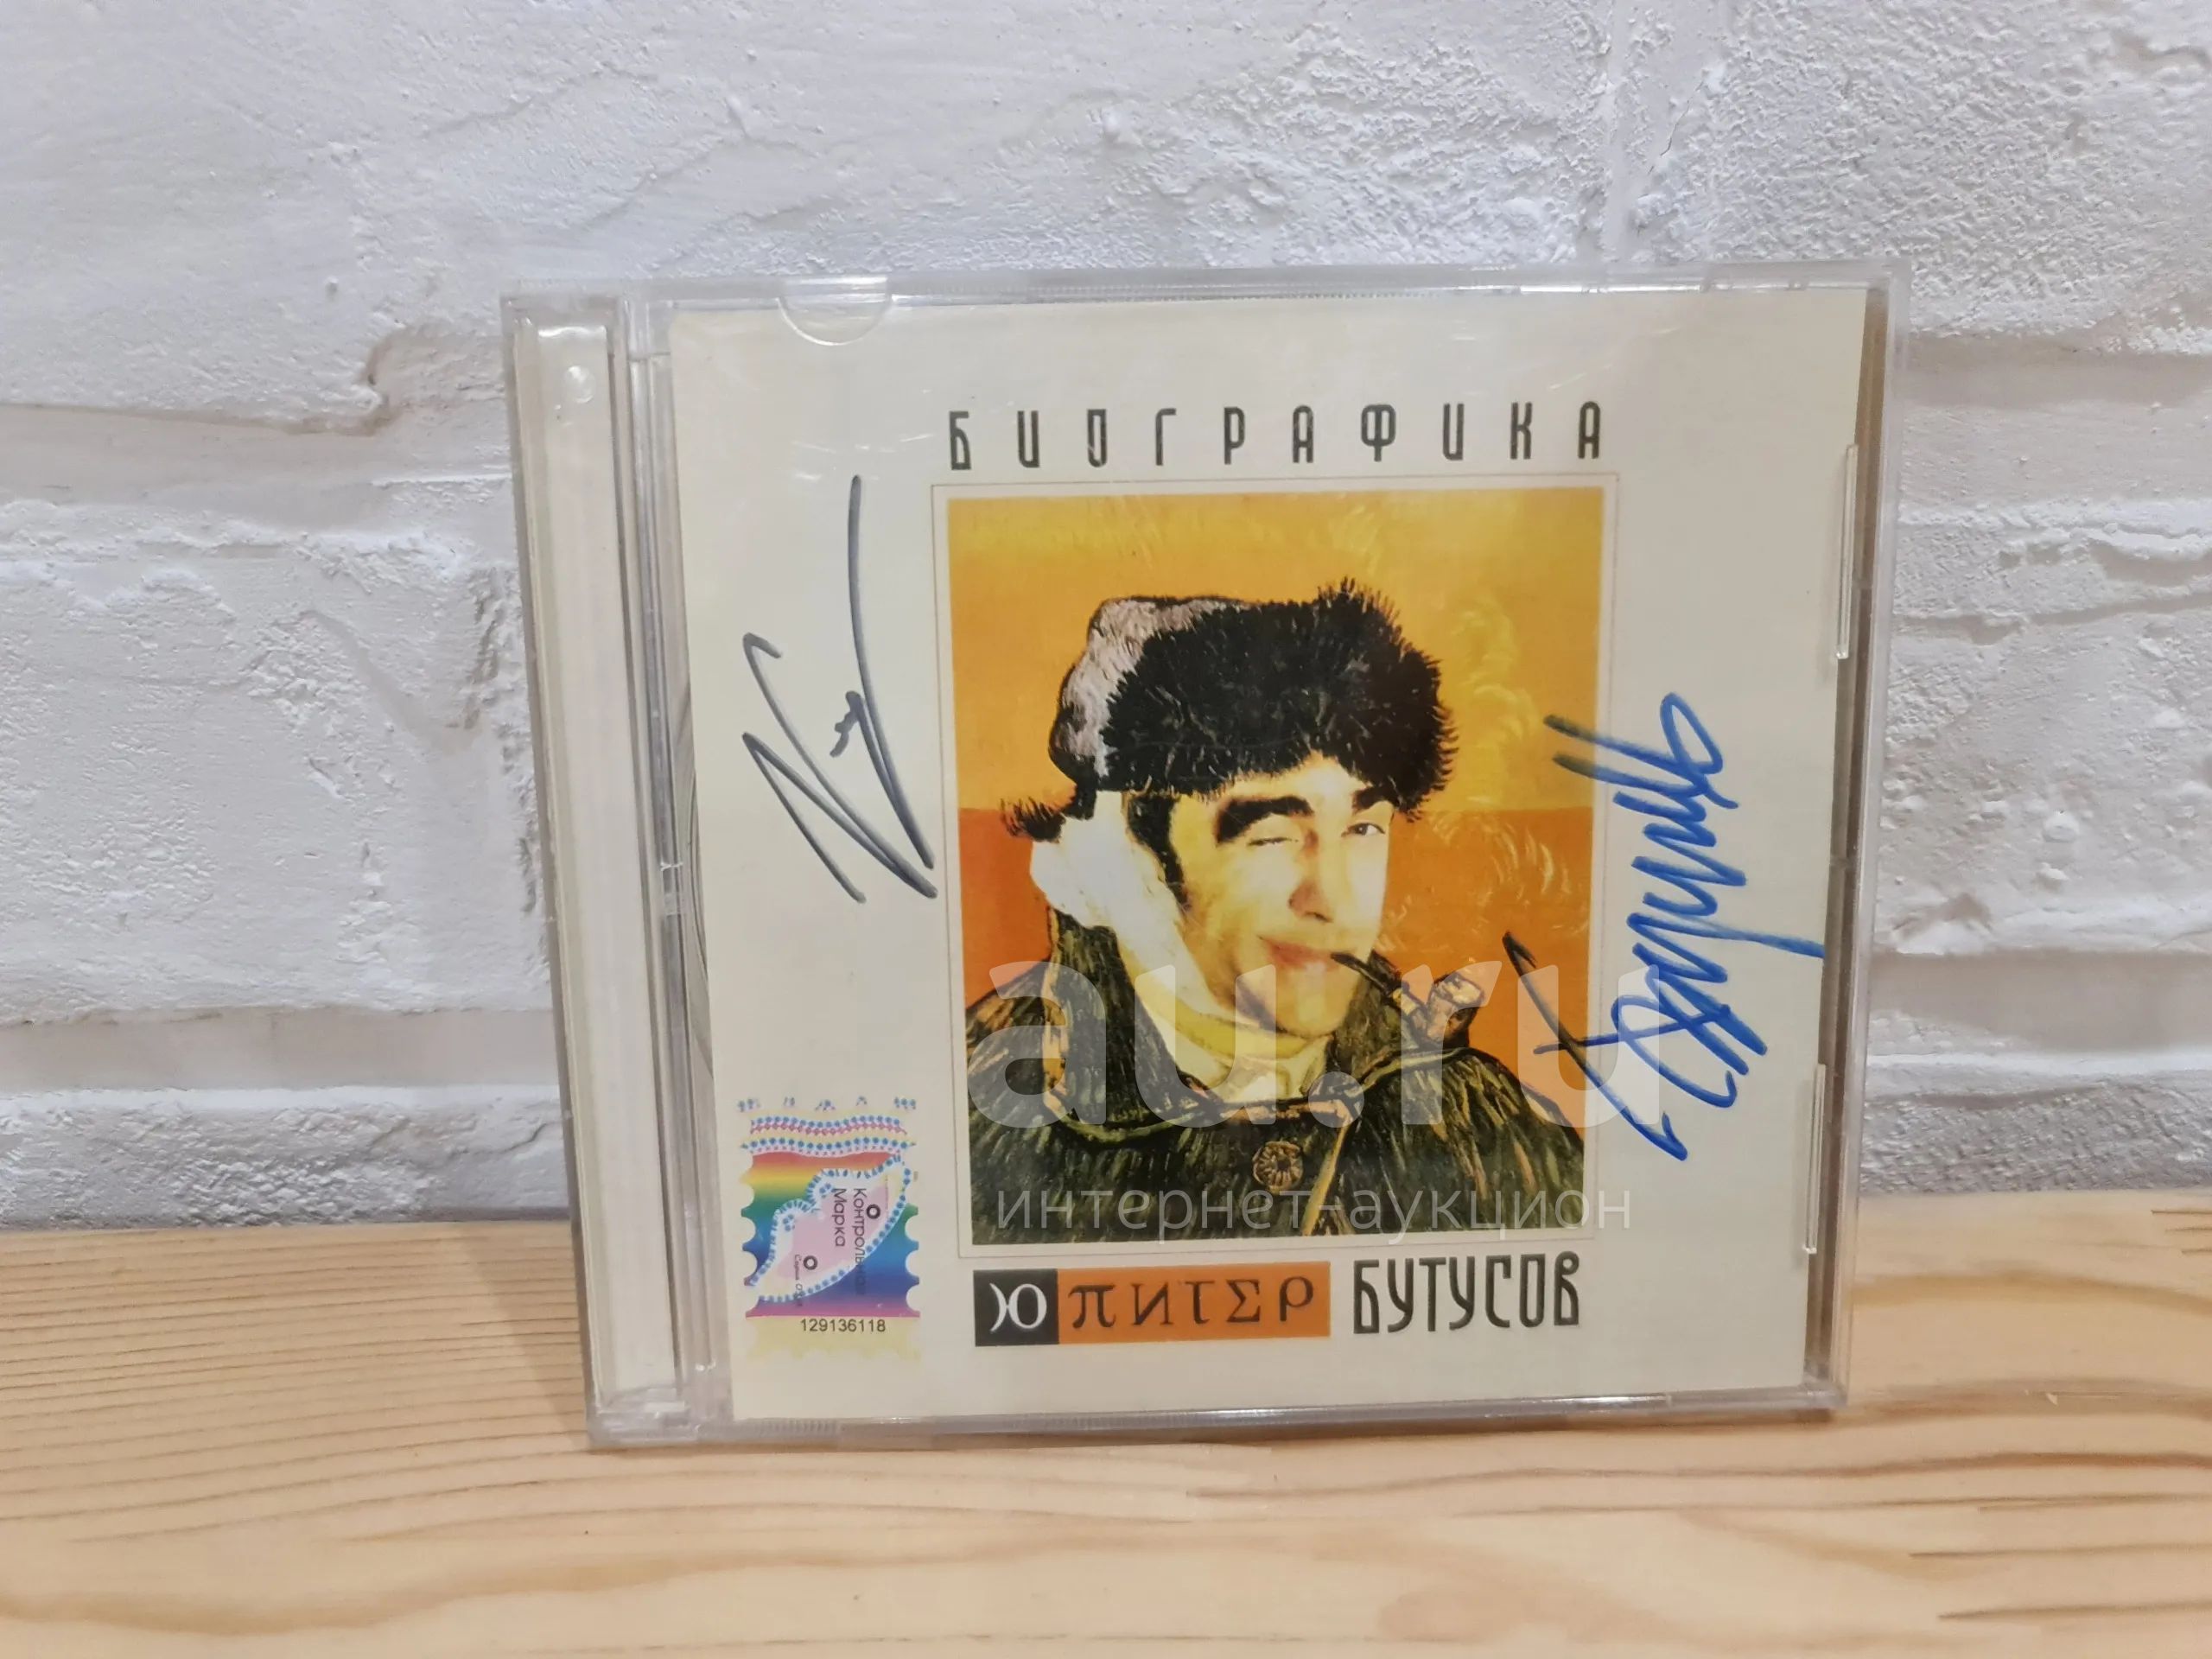 БИОГРАФИКА
au.ru
интернет-аукцион
Контрольная
Марка
129136118
Ю ПИТЕР БУТУСОВ